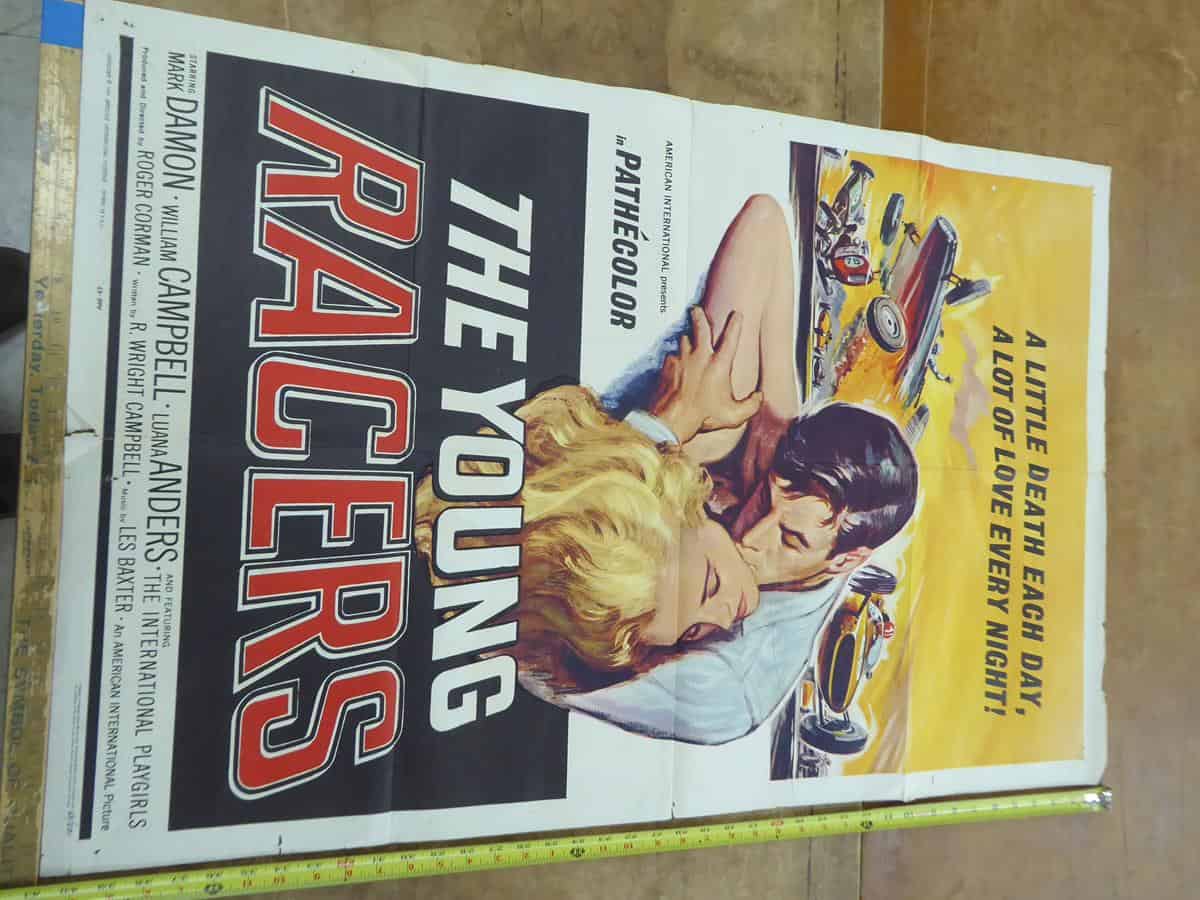 A LITTLE DEATH EACH DAY,
A LOT OF LOVE EVERY NIGHT!
AMERICAN INTERNATIONAL presents
in PATHÉCOLOR
THE YOUNG
RACERS
STARRING
MARK DAMON · WILLIAM CAMPBELL · LUANA ANDERS · AND FEATURING THE INTERNATIONAL PLAYGIRLS
Produced and Directed by ROGER CORMAN · Written by R. WRIGHT CAMPBELL · Music by LES BAXTER · An AMERICAN INTERNATIONAL Picture
Yesterday, Today